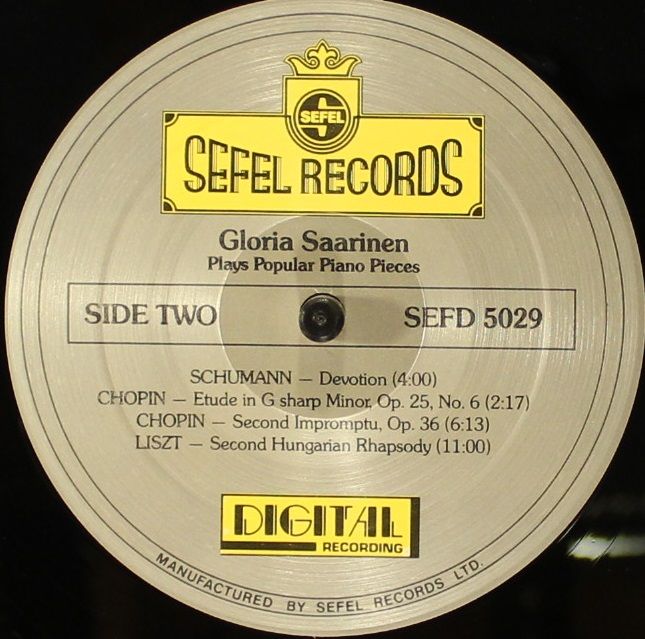 SEFEL
SEFEL RECORDS
Gloria Saarinen
Plays Popular Piano Pieces
SIDE TWO SEFD 5029
SCHUMANN — Devotion (4:00)
CHOPIN — Etude in G sharp Minor, Op. 25, No. 6 (2:17)
CHOPIN — Second Impromptu, Op. 36 (6:13)
LISZT — Second Hungarian Rhapsody (11:00)
DIGITAL
RECORDING
MANUFACTURED BY SEFEL RECORDS LTD.